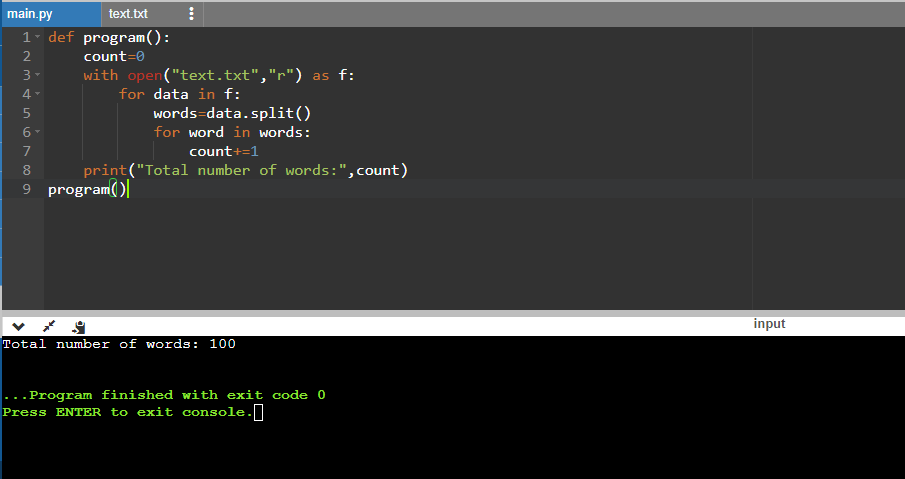 main.py text.txt
1 def program():
2     count=0
3     with open("text.txt","r") as f:
4         for data in f:
5             words=data.split()
6             for word in words:
7                 count+=1
8     print("Total number of words:",count)
9 program()
input
Total number of words: 100
...Program finished with exit code 0
Press ENTER to exit console.